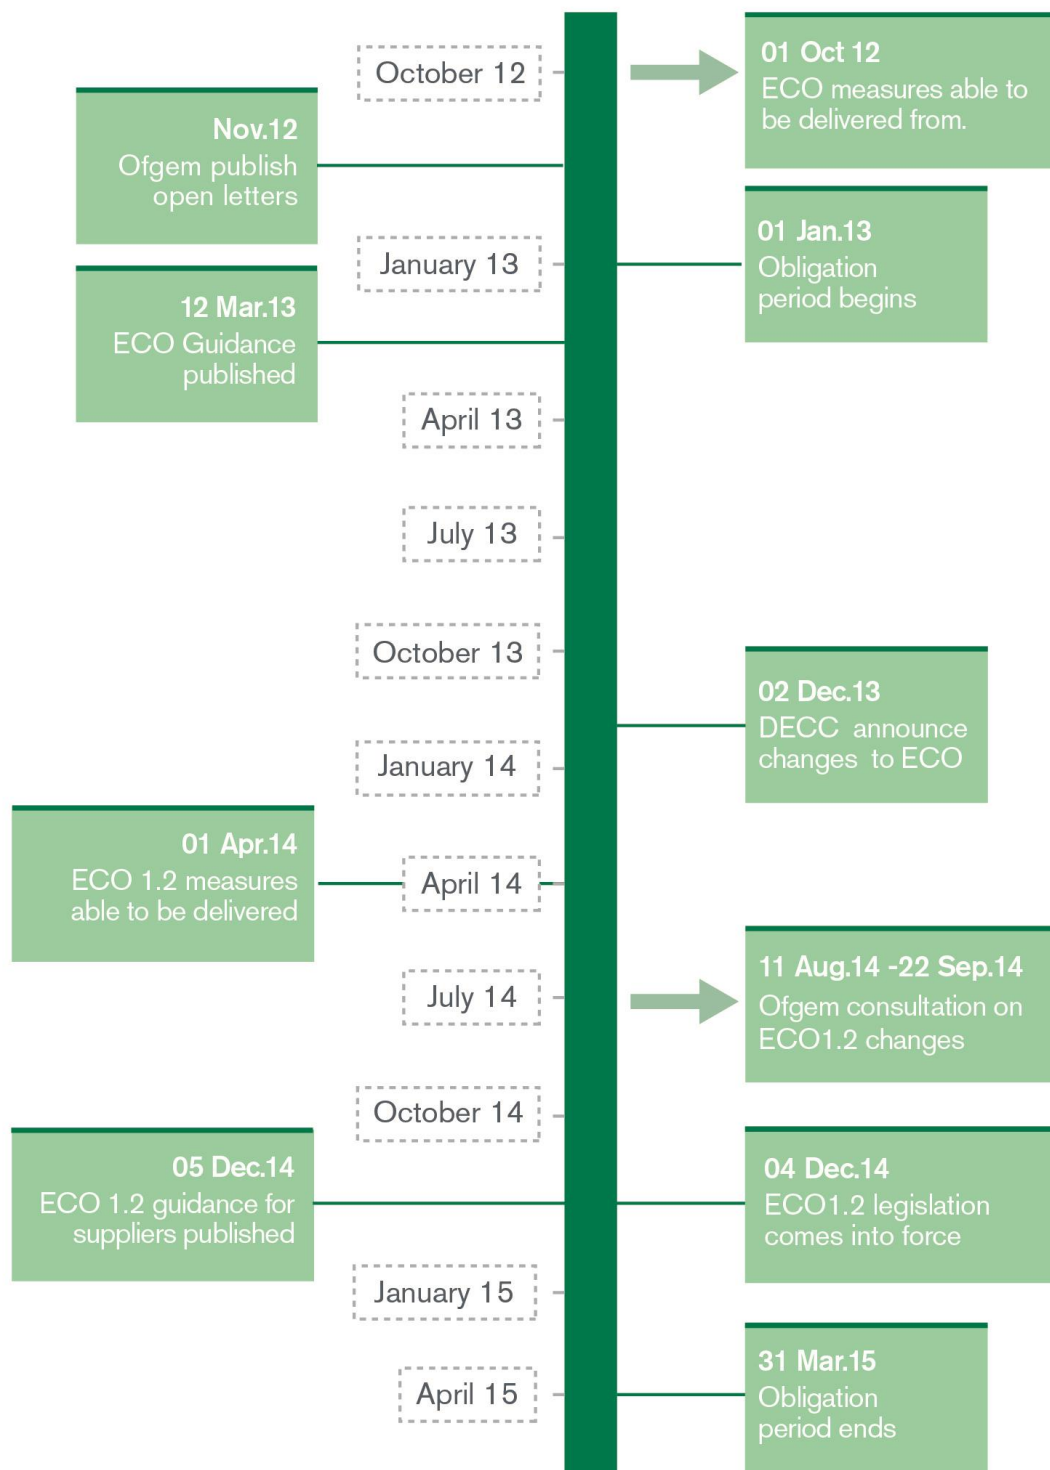 October 12
01 Oct 12
ECO measures able to
be delivered from.
Nov.12
Ofgem publish
open letters
January 13
01 Jan.13
Obligation
period begins
12 Mar.13
ECO Guidance
published
April 13
July 13
October 13
02 Dec.13
DECC  announce
changes  to ECO
January 14
01 Apr.14
ECO 1.2 measures
able to be delivered
April 14
July 14
11 Aug.14 -22 Sep.14
Ofgem consultation on
ECO1.2 changes
October 14
05 Dec.14
ECO 1.2 guidance for
suppliers published
04 Dec.14
ECO1.2 legislation
comes into force
January 15
31 Mar.15
Obligation
period ends
April 15